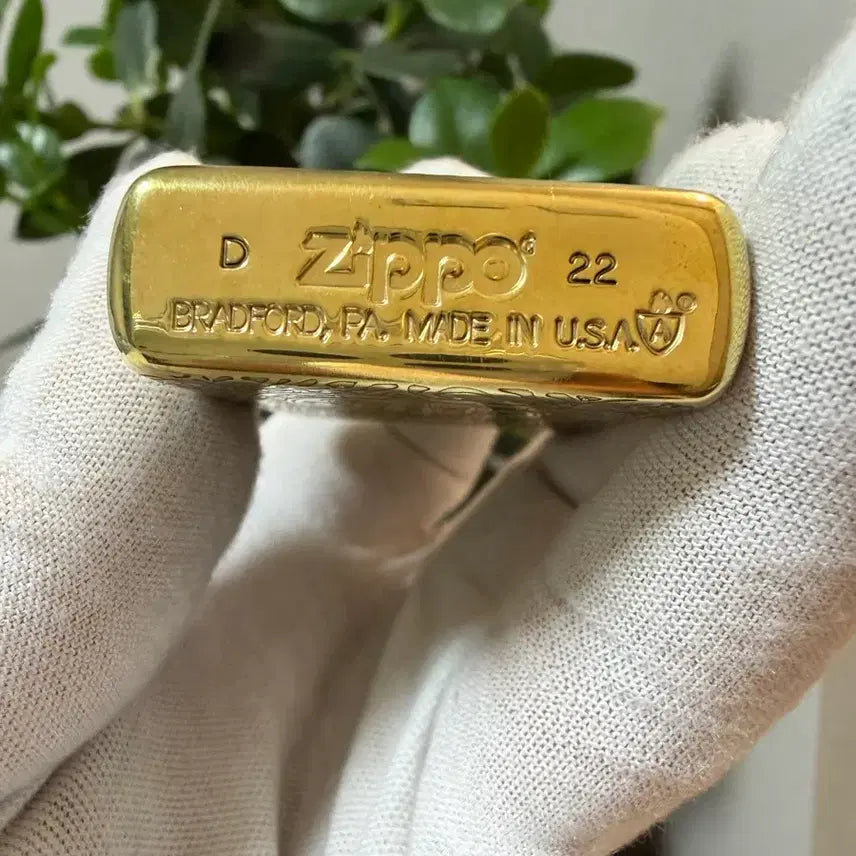 D Zippo® 22
BRADFORD, PA. MADE IN U.S.A.
A